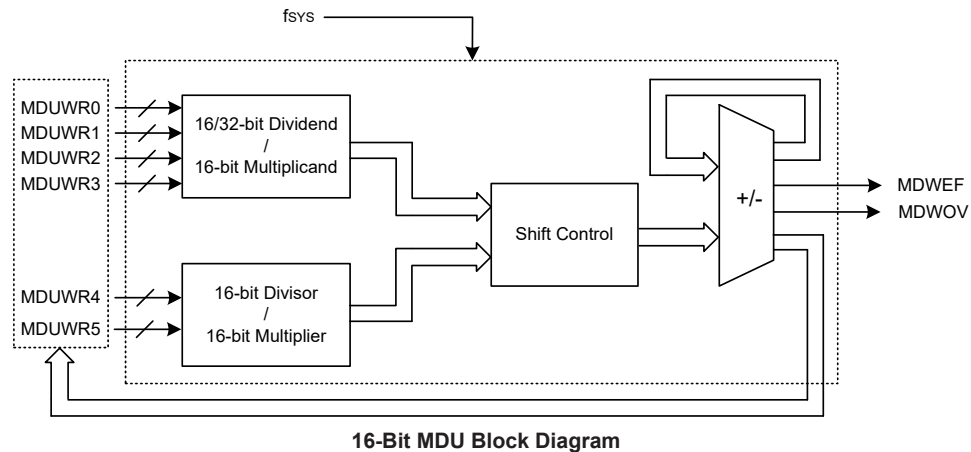 fSYS
MDUWR0
MDUWR1
MDUWR2
MDUWR3
16/32-bit Dividend
/
16-bit Multiplicand
MDUWR4
MDUWR5
16-bit Divisor
/
16-bit Multiplier
Shift Control
+/-
MDWEF
MDWOV
16-Bit MDU Block Diagram